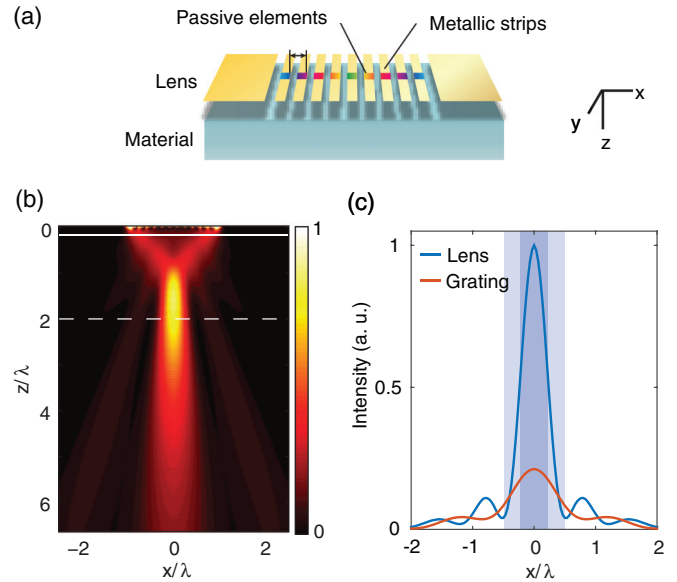 (a)
Passive elements
Metallic strips
Lens
Material
x
y
z
(b)
0
2
4
6
z/λ
−2
0
2
x/λ
1
0
(c)
1
0.5
0
Intensity (a. u.)
Lens
Grating
-2
-1
0
1
2
x/λ